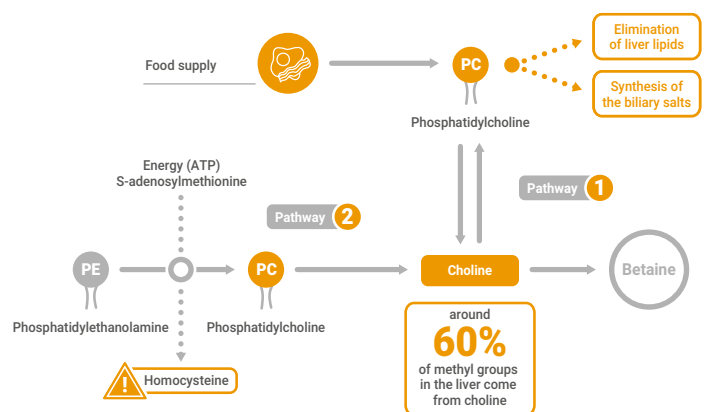 Elimination
of liver lipids
Food supply
PC
Synthesis of
the biliary salts
Phosphatidylcholine
Energy (ATP)
S-adenosylmethionine
Pathway 1
Pathway 2
PE
PC
Choline
Betaine
Phosphatidylethanolamine
Phosphatidylcholine
around
60%
of methyl groups
in the liver come
from choline
! Homocysteine